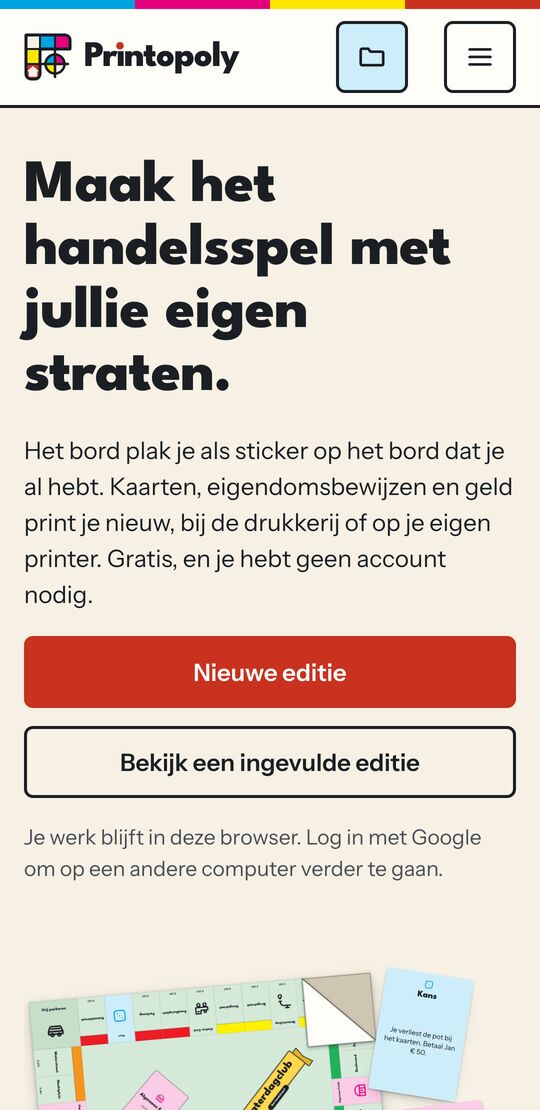 Printopoly
Maak het
handelsspel met
jullie eigen
straten.
Het bord plak je als sticker op het bord dat je
al hebt. Kaarten, eigendomsbewijzen en geld
print je nieuw, bij de drukkerij of op je eigen
printer. Gratis, en je hebt geen account
nodig.
Nieuwe editie
Bekijk een ingevulde editie
Je werk blijft in deze browser. Log in met Google
om op een andere computer verder te gaan.
Vrij parkeren
Kans
Je verliest de pot bij
het kaarten. Betaal Jan
€ 50.